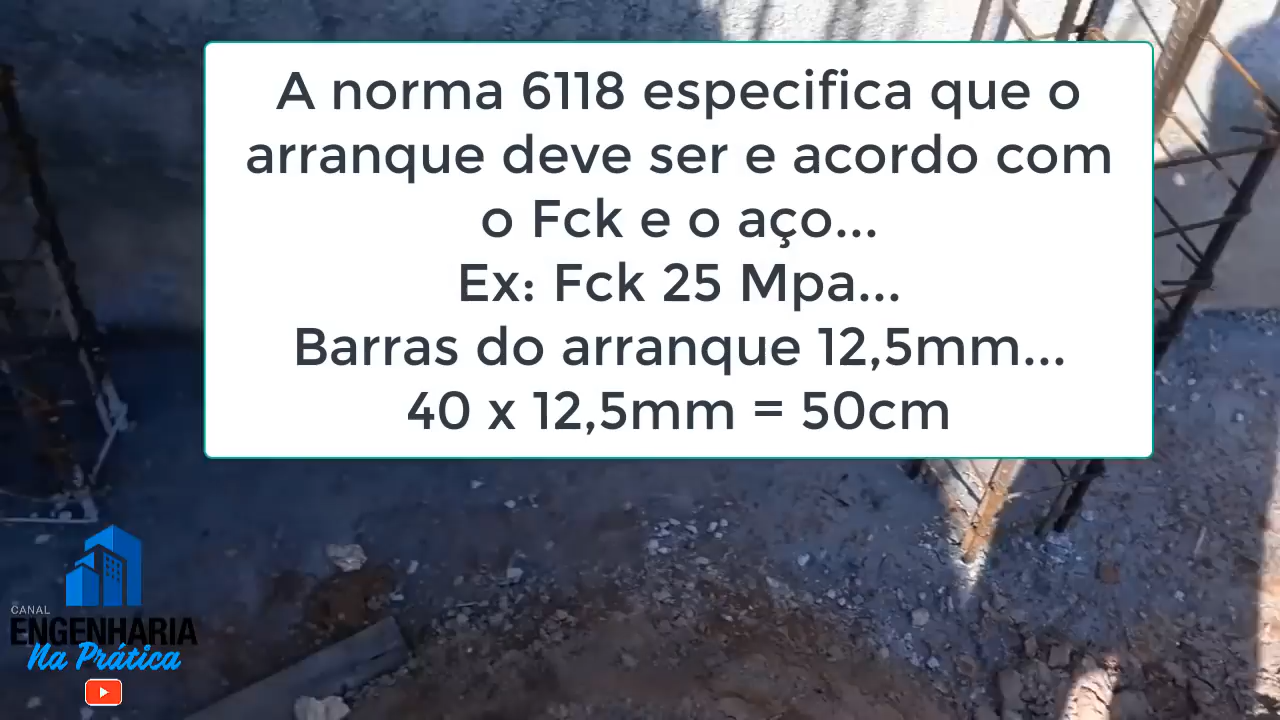 A norma 6118 especifica que o
arranque deve ser e acordo com
o Fck e o aço...
Ex: Fck 25 Mpa...
Barras do arranque 12,5mm...
40 x 12,5mm = 50cm
CANAL
ENGENHARIA
Na Prática